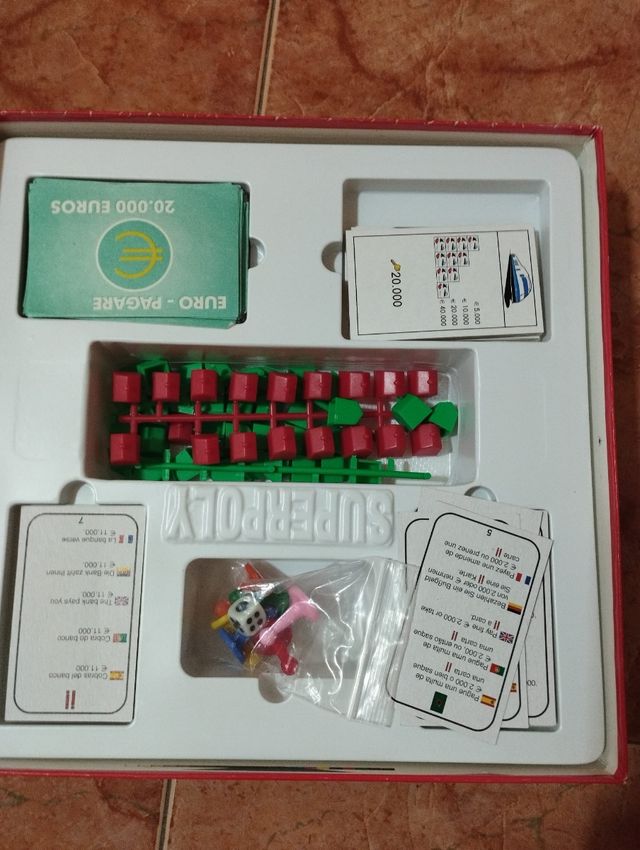 EURO - PAGARE
20.000 EUROS
20.000
€ 5.000
€ 10.000
€ 20.000
€ 40.000
SUPERPOLY
Cobras del banco
€ 11.000
Cobra do banco
€ 11.000
The bank pays you
€ 11.000
Die Bank zahlt Ihnen
€ 11.000
La banque verse
€ 11.000
7
Pague una multa de
€ 2.000 o bien saque
una carta
Pague uma multa de
€ 2.000, ou então saque
uma carta
Pay fine € 2.000 or take
a card.
Bezahlen Sie ein Bußgeld
von 2.000 oder € nehmen
Sie eine Karte.
Payez une amende de
€ 2.000 ou prenez une
carte
5
000.